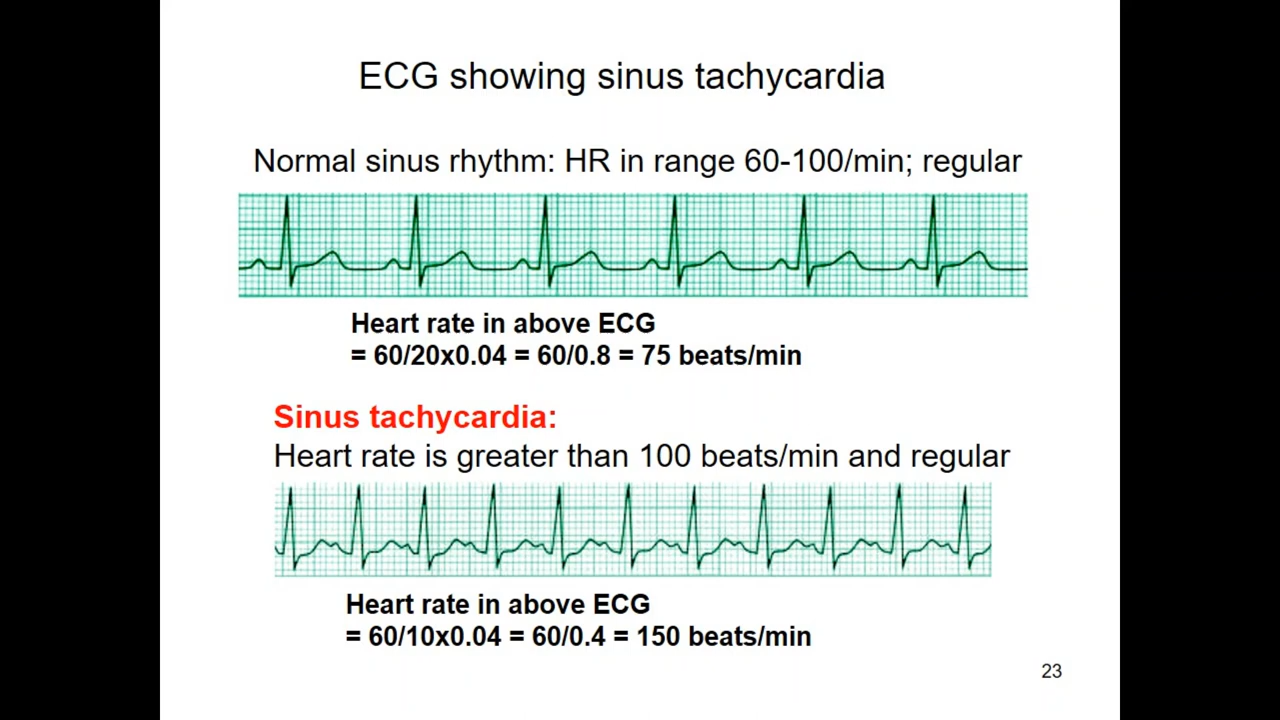 ECG showing sinus tachycardia
Normal sinus rhythm: HR in range 60-100/min; regular
Heart rate in above ECG
= 60/20x0.04 = 60/0.8 = 75 beats/min
Sinus tachycardia:
Heart rate is greater than 100 beats/min and regular
Heart rate in above ECG
= 60/10x0.04 = 60/0.4 = 150 beats/min
23